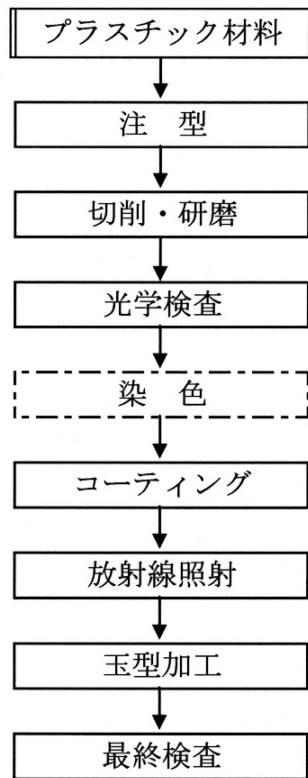 プラスチック材料
注　型
切削・研磨
光学検査
染　色
コーティング
放射線照射
玉型加工
最終検査